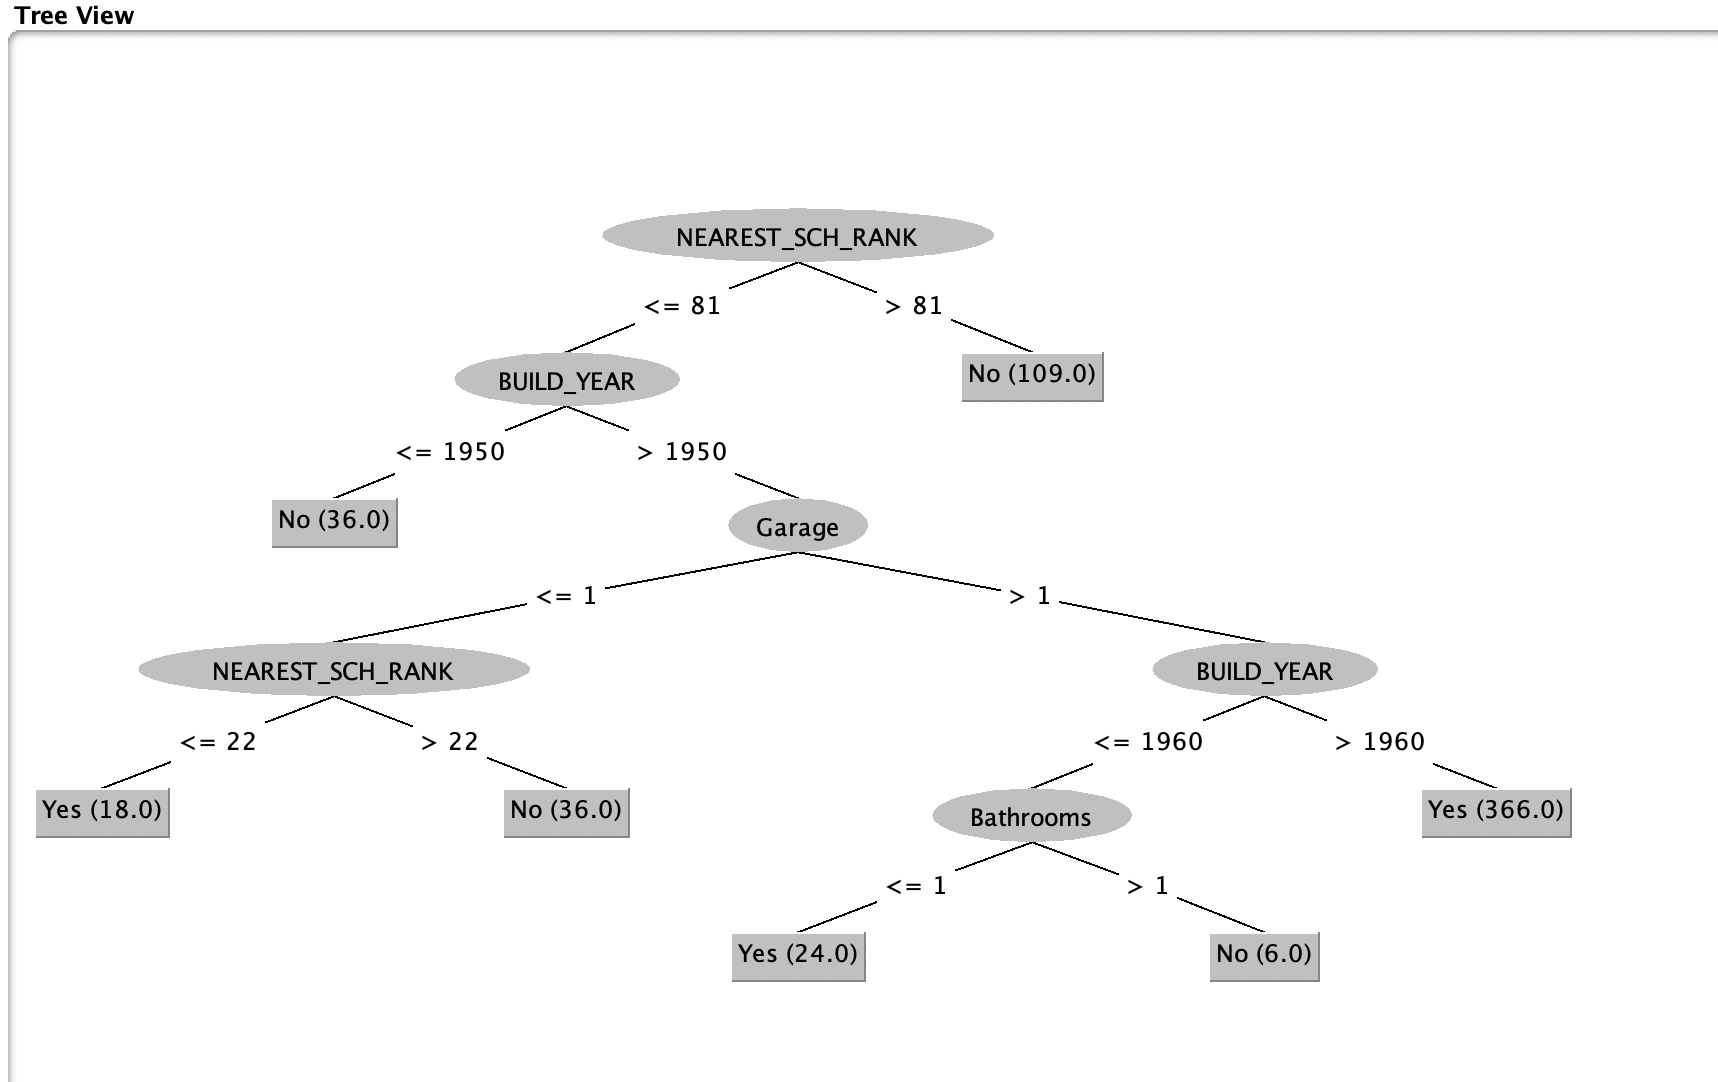 Tree View
NEAREST_SCH_RANK
<= 81
> 81
BUILD_YEAR
No (109.0)
<= 1950
> 1950
No (36.0)
Garage
<= 1
> 1
NEAREST_SCH_RANK
BUILD_YEAR
<= 22
> 22
<= 1960
> 1960
Yes (18.0)
No (36.0)
Bathrooms
Yes (366.0)
<= 1
> 1
Yes (24.0)
No (6.0)